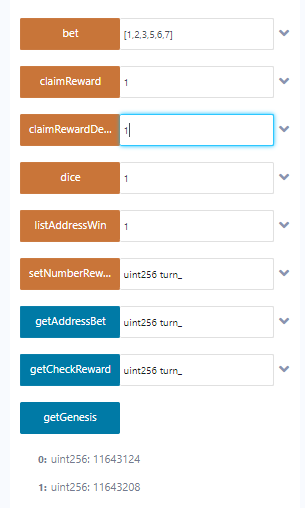 bet [1,2,3,5,6,7]
claimReward 1
claimRewardDe... 1
dice 1
listAddressWin 1
setNumberRew... uint256 turn_
getAddressBet uint256 turn_
getCheckReward uint256 turn_
getGenesis
0: uint256: 11643124
1: uint256: 11643208